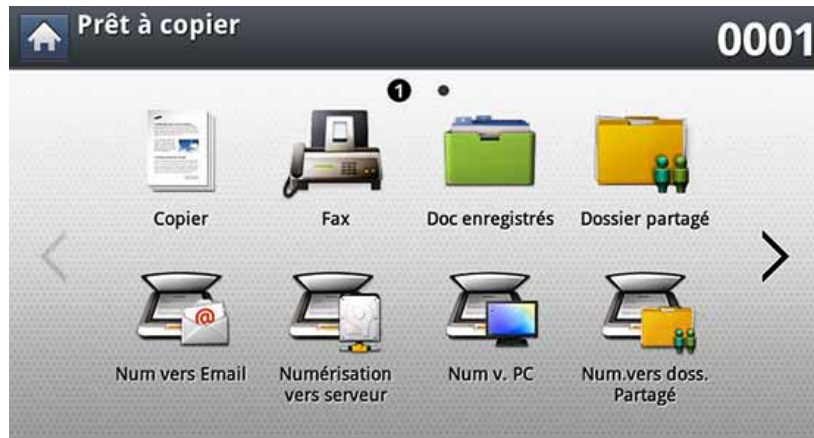 Prêt à copier
0001
1
Copier
Fax
Doc enregistrés
Dossier partagé
@
Num vers Email
Numérisation
vers serveur
Num v. PC
Num.vers doss.
Partagé